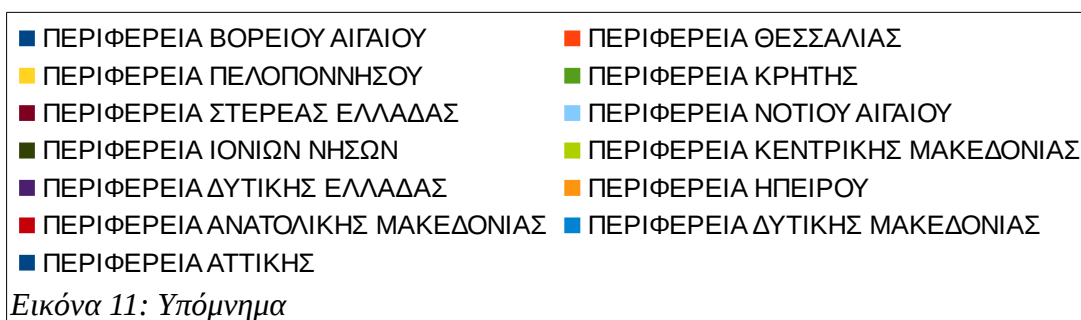 ΠΕΡΙΦΕΡΕΙΑ ΒΟΡΕΙΟΥ ΑΙΓΑΙΟΥ ΠΕΡΙΦΕΡΕΙΑ ΘΕΣΣΑΛΙΑΣ
ΠΕΡΙΦΕΡΕΙΑ ΠΕΛΟΠΟΝΝΗΣΟΥ ΠΕΡΙΦΕΡΕΙΑ ΚΡΗΤΗΣ
ΠΕΡΙΦΕΡΕΙΑ ΣΤΕΡΕΑΣ ΕΛΛΑΔΑΣ ΠΕΡΙΦΕΡΕΙΑ ΝΟΤΙΟΥ ΑΙΓΑΙΟΥ
ΠΕΡΙΦΕΡΕΙΑ ΙΟΝΙΩΝ ΝΗΣΩΝ ΠΕΡΙΦΕΡΕΙΑ ΚΕΝΤΡΙΚΗΣ ΜΑΚΕΔΟΝΙΑΣ
ΠΕΡΙΦΕΡΕΙΑ ΔΥΤΙΚΗΣ ΕΛΛΑΔΑΣ ΠΕΡΙΦΕΡΕΙΑ ΗΠΕΙΡΟΥ
ΠΕΡΙΦΕΡΕΙΑ ΑΝΑΤΟΛΙΚΗΣ ΜΑΚΕΔΟΝΙΑΣ ΠΕΡΙΦΕΡΕΙΑ ΔΥΤΙΚΗΣ ΜΑΚΕΔΟΝΙΑΣ
ΠΕΡΙΦΕΡΕΙΑ ΑΤΤΙΚΗΣ
Εικόνα 11: Υπόμνημα